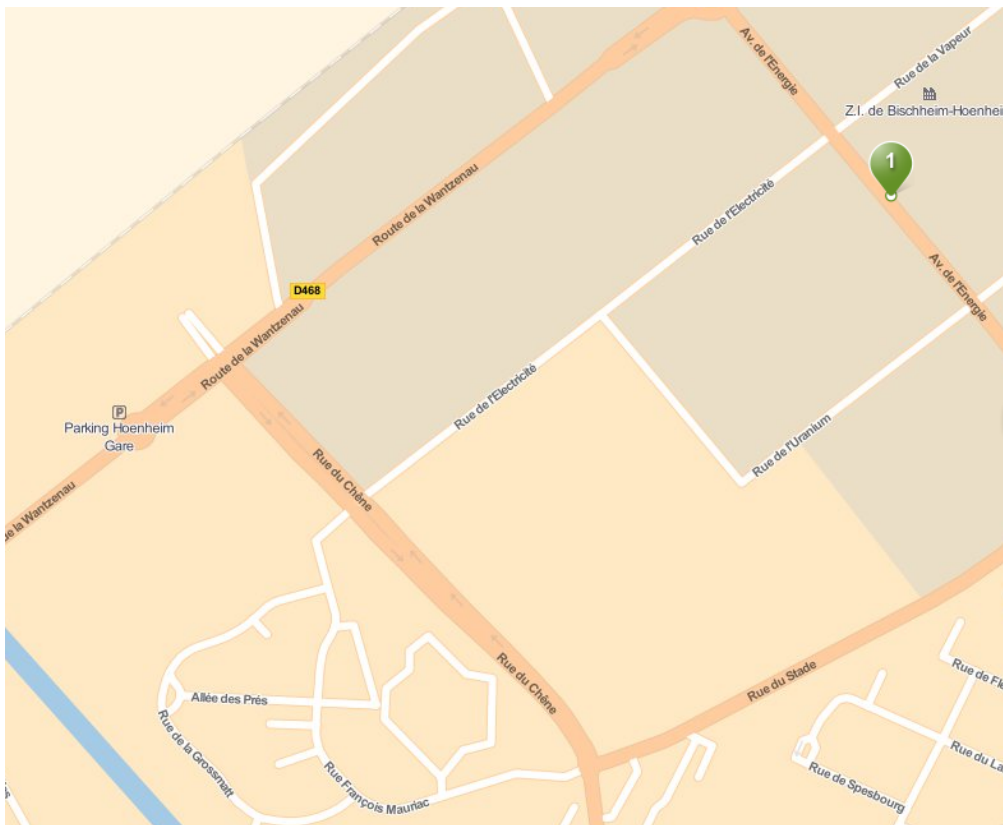 Av. de l'Energie
Rue de la Vapeur
Z.I. de Bischheim-Hoenhei
1
Route de la Wantzenau
Rue de l'Electricité
Av. de l'Energie
D468
Route de la Wantzenau
Rue de l'Electricité
P
Parking Hoenheim
Gare
Rue de l'Uranium
Rue du Chêne
de la Wantzenau
Rue du Chêne
Rue du Stade
Rue de Fle
Allée des Prés
Rue de la Grossmatt
Rue François Mauriac
Rue du La
Rue de Spesbourg